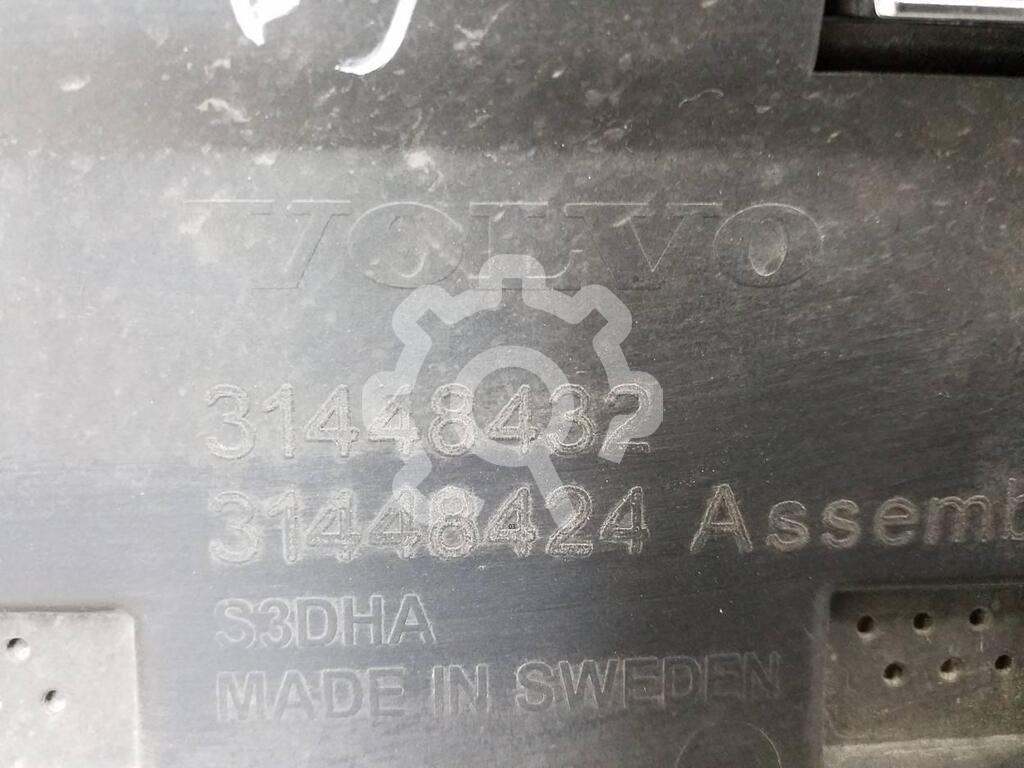 VOLVO
31448432
31448424 Assemb
S3DHA
MADE IN SWEDEN